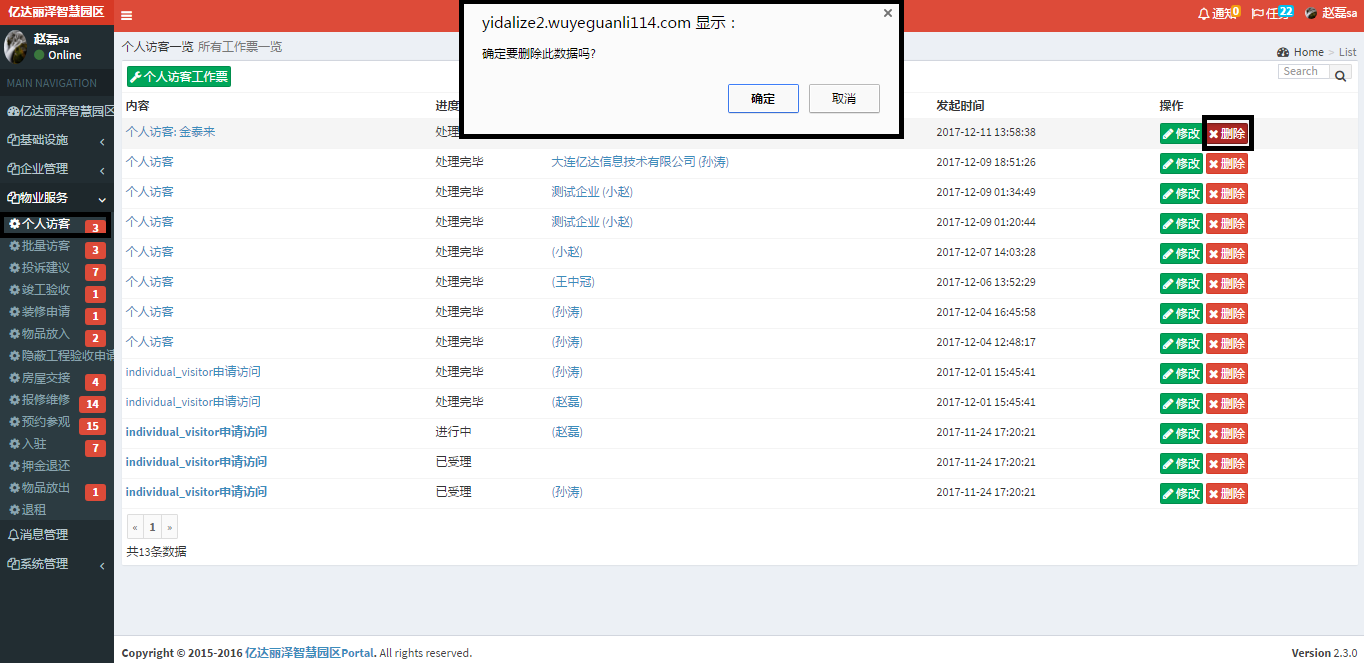 亿达丽泽智慧园区
通知 0 任务 22 赵磊sa
赵磊sa
Online
MAIN NAVIGATION
亿达丽泽智慧园区
基础设施
企业管理
物业服务
个人访客 3
批量访客 3
投诉建议 7
竣工验收 1
装修申请 1
物品放入 2
隐蔽工程验收申请
房屋交接 4
报修维修 14
预约参观 15
入驻 7
押金退还
物品放出 1
退租
消息管理
系统管理
yidalize2.wuyeguanli114.com 显示：
确定要删除此数据吗?
确定 取消
个人访客一览 所有工作票一览
Home > List
个人访客工作票
Search
内容 进度 发起时间 操作
个人访客: 金泰来 2017-12-11 13:58:38 修改 删除
个人访客 处理完毕 大连亿达信息技术有限公司 (孙涛) 2017-12-09 18:51:26 修改 删除
个人访客 处理完毕 测试企业 (小赵) 2017-12-09 01:34:49 修改 删除
个人访客 处理完毕 测试企业 (小赵) 2017-12-09 01:20:44 修改 删除
个人访客 处理完毕 (小赵) 2017-12-07 14:03:28 修改 删除
个人访客 处理完毕 (王中冠) 2017-12-06 13:52:29 修改 删除
个人访客 处理完毕 (孙涛) 2017-12-04 16:45:58 修改 删除
个人访客 处理完毕 (孙涛) 2017-12-04 12:48:17 修改 删除
individual_visitor申请访问 处理完毕 (孙涛) 2017-12-01 15:45:41 修改 删除
individual_visitor申请访问 处理完毕 (赵磊) 2017-12-01 15:45:41 修改 删除
individual_visitor申请访问 进行中 (赵磊) 2017-11-24 17:20:21 修改 删除
individual_visitor申请访问 已受理 2017-11-24 17:20:21 修改 删除
individual_visitor申请访问 已受理 (孙涛) 2017-11-24 17:20:21 修改 删除
« 1 »
共13条数据
Copyright © 2015-2016 亿达丽泽智慧园区Portal. All rights reserved.
Version 2.3.0